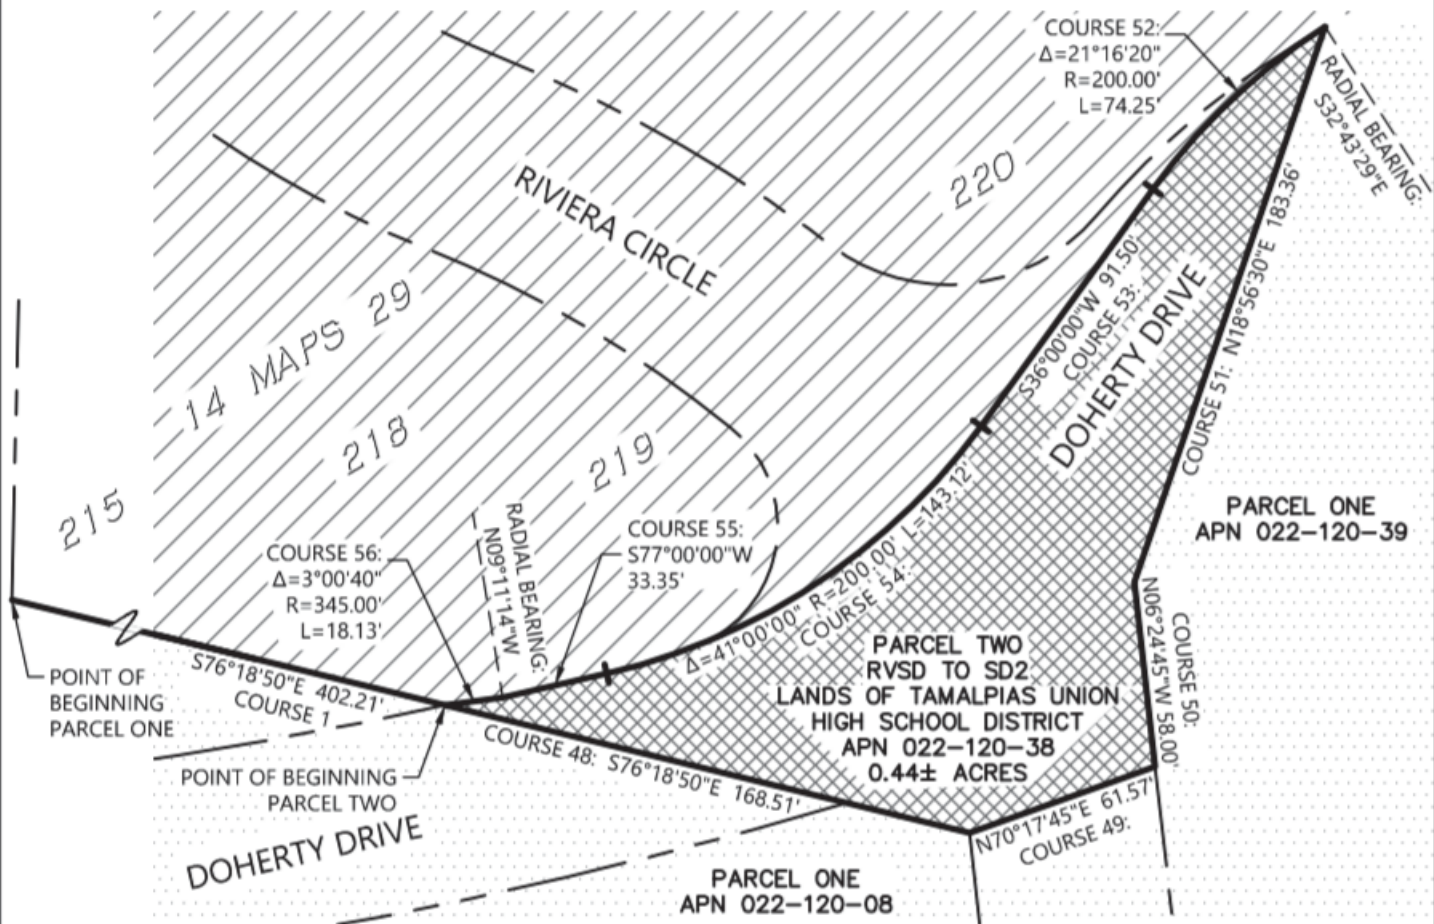 COURSE 52:
Δ=21°16'20"
R=200.00'
L=74.25'
RADIAL BEARING:
S32°43'29"E
220
RIVIERA CIRCLE
14 MAPS 29
218
219
215
S36°00'00"W 91.50'
COURSE 53:
DOHERTY DRIVE
COURSE 51: N18°56'30"E 183.36'
PARCEL ONE
APN 022-120-39
COURSE 56:
Δ=3°00'40"
R=345.00'
L=18.13'
RADIAL BEARING:
N09°11'14"W
COURSE 55:
S77°00'00"W
33.35'
Δ=41°00'00" R=200.00' L=143.12'
COURSE 54:
N06°24'45"W 58.00'
COURSE 50:
PARCEL TWO
RVSD TO SD2
LANDS OF TAMALPIAS UNION
HIGH SCHOOL DISTRICT
APN 022-120-38
0.44± ACRES
POINT OF
BEGINNING
PARCEL ONE
S76°18'50"E 402.21'
COURSE 1
POINT OF BEGINNING
PARCEL TWO
COURSE 48: S76°18'50"E 168.51'
N70°17'45"E 61.57'
COURSE 49:
DOHERTY DRIVE
PARCEL ONE
APN 022-120-08